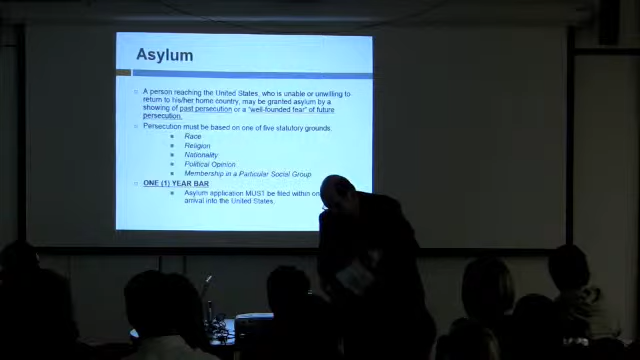 Asylum
A person reaching the United States, who is unable or unwilling to
return to his/her home country, may be granted asylum by a
showing of past persecution or a "well-founded fear" of future
persecution.
Persecution must be based on one of five statutory grounds:
Race
Religion
Nationality
Political Opinion
Membership in a Particular Social Group
ONE (1) YEAR BAR
Asylum application MUST be filed within on
arrival into the United States.